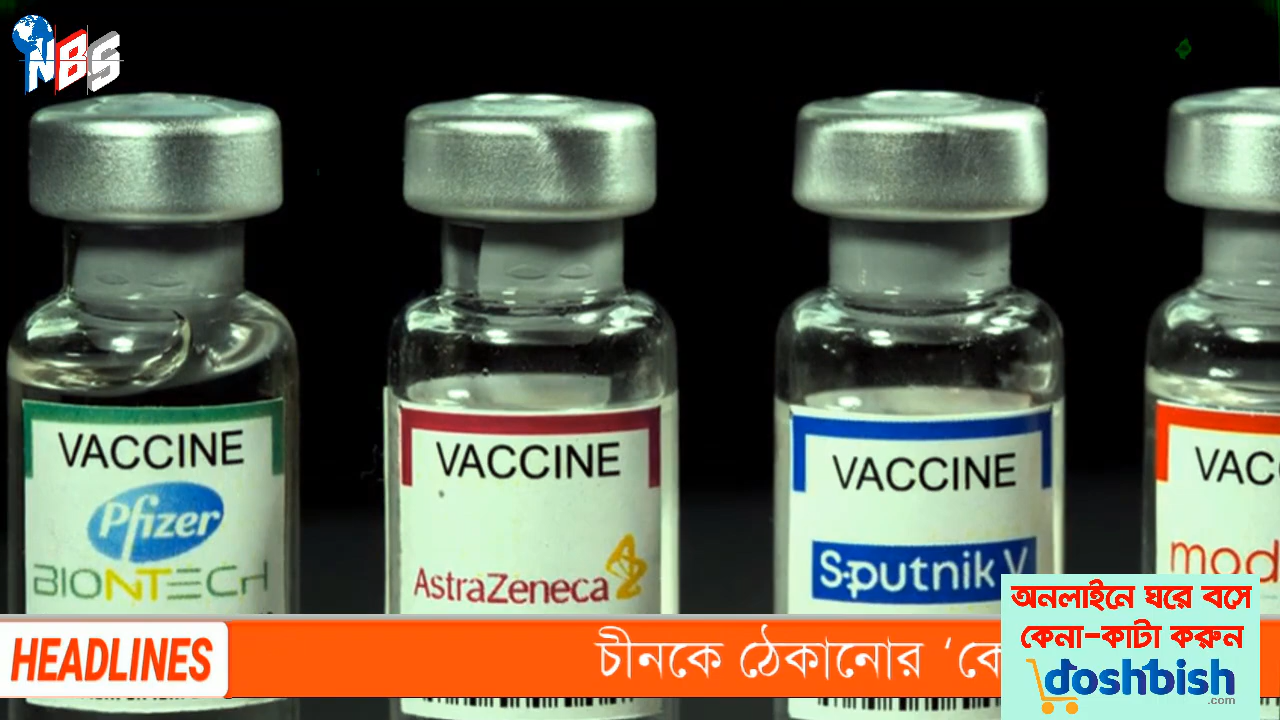 NBS
VACCINE
Pfizer
BIONTECH
VACCINE
AstraZeneca
VACCINE
Sputnik V
HEADLINES
চীনকে ঠেকানোর
অনলাইনে ঘরে বসে
কেনা-কাটা করুন
doshbish
.com